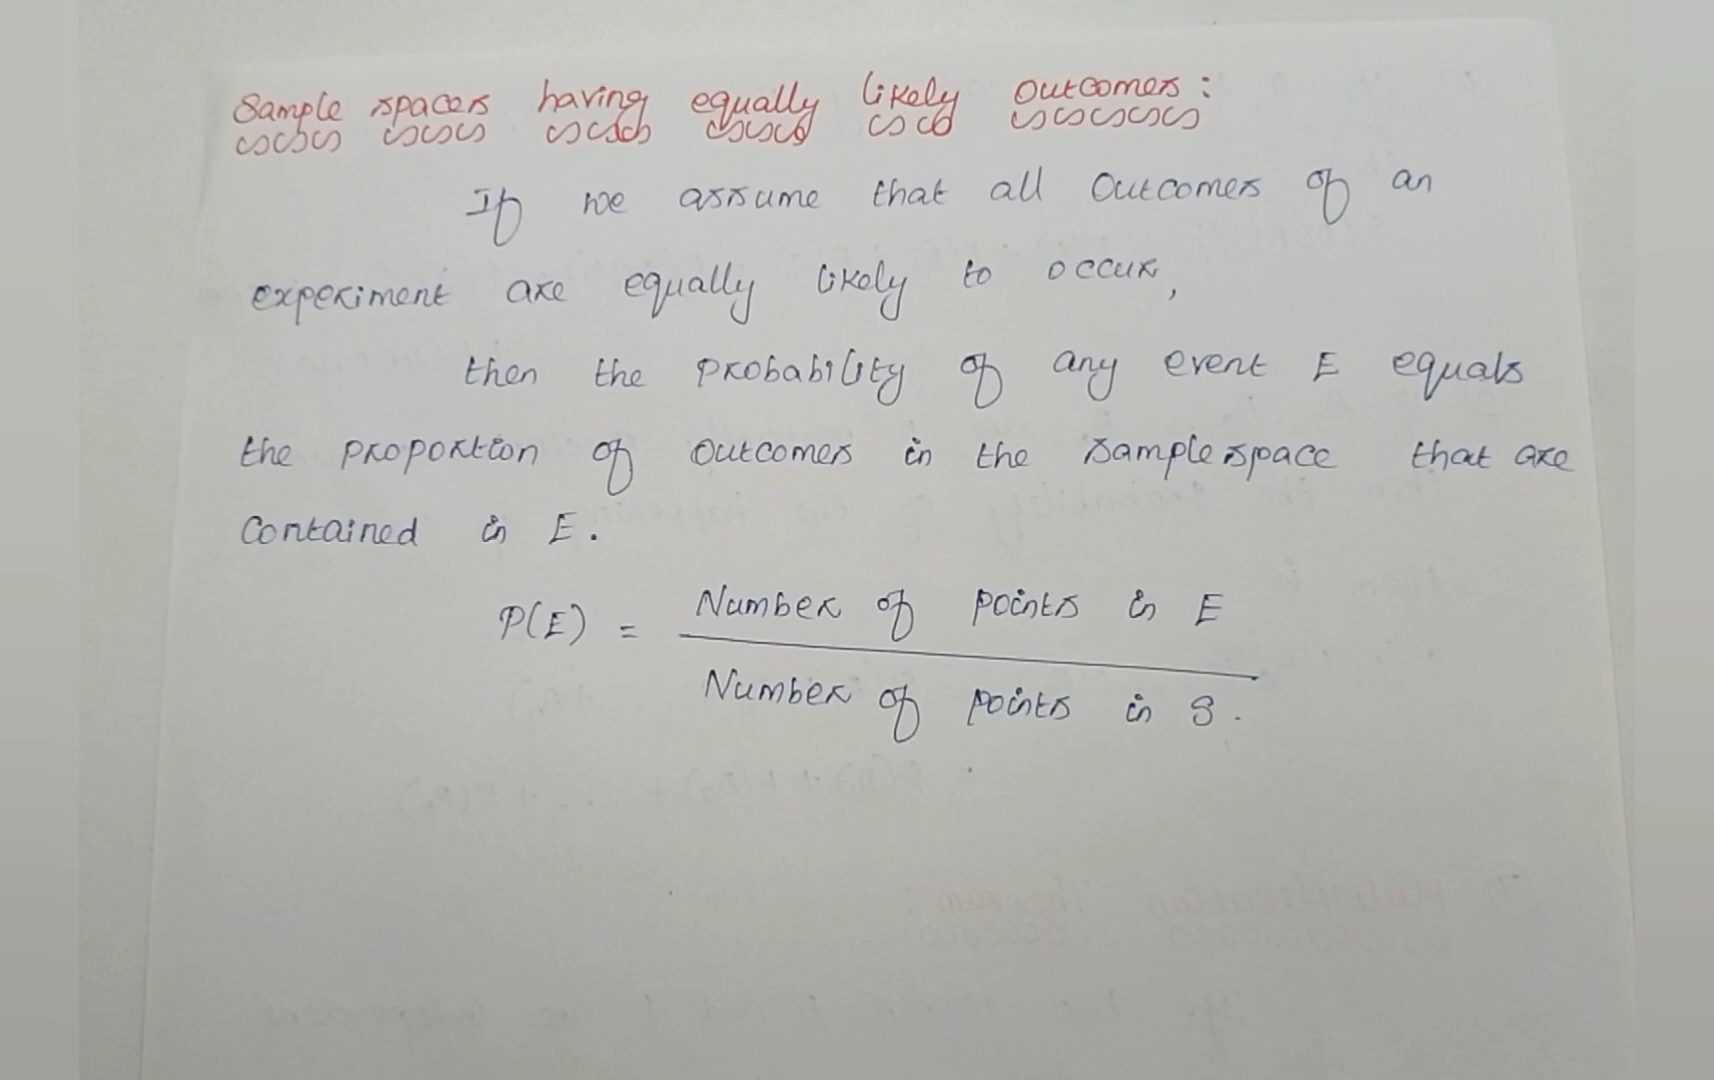 Sample spaces having equally likely outcomes :
If we assume that all outcomes of an
experiment are equally likely to occur,
then the probability of any event E equals
the proportion of outcomes in the sample space that are
Contained in E.
P(E) = Number of points in E
Number of points in S.